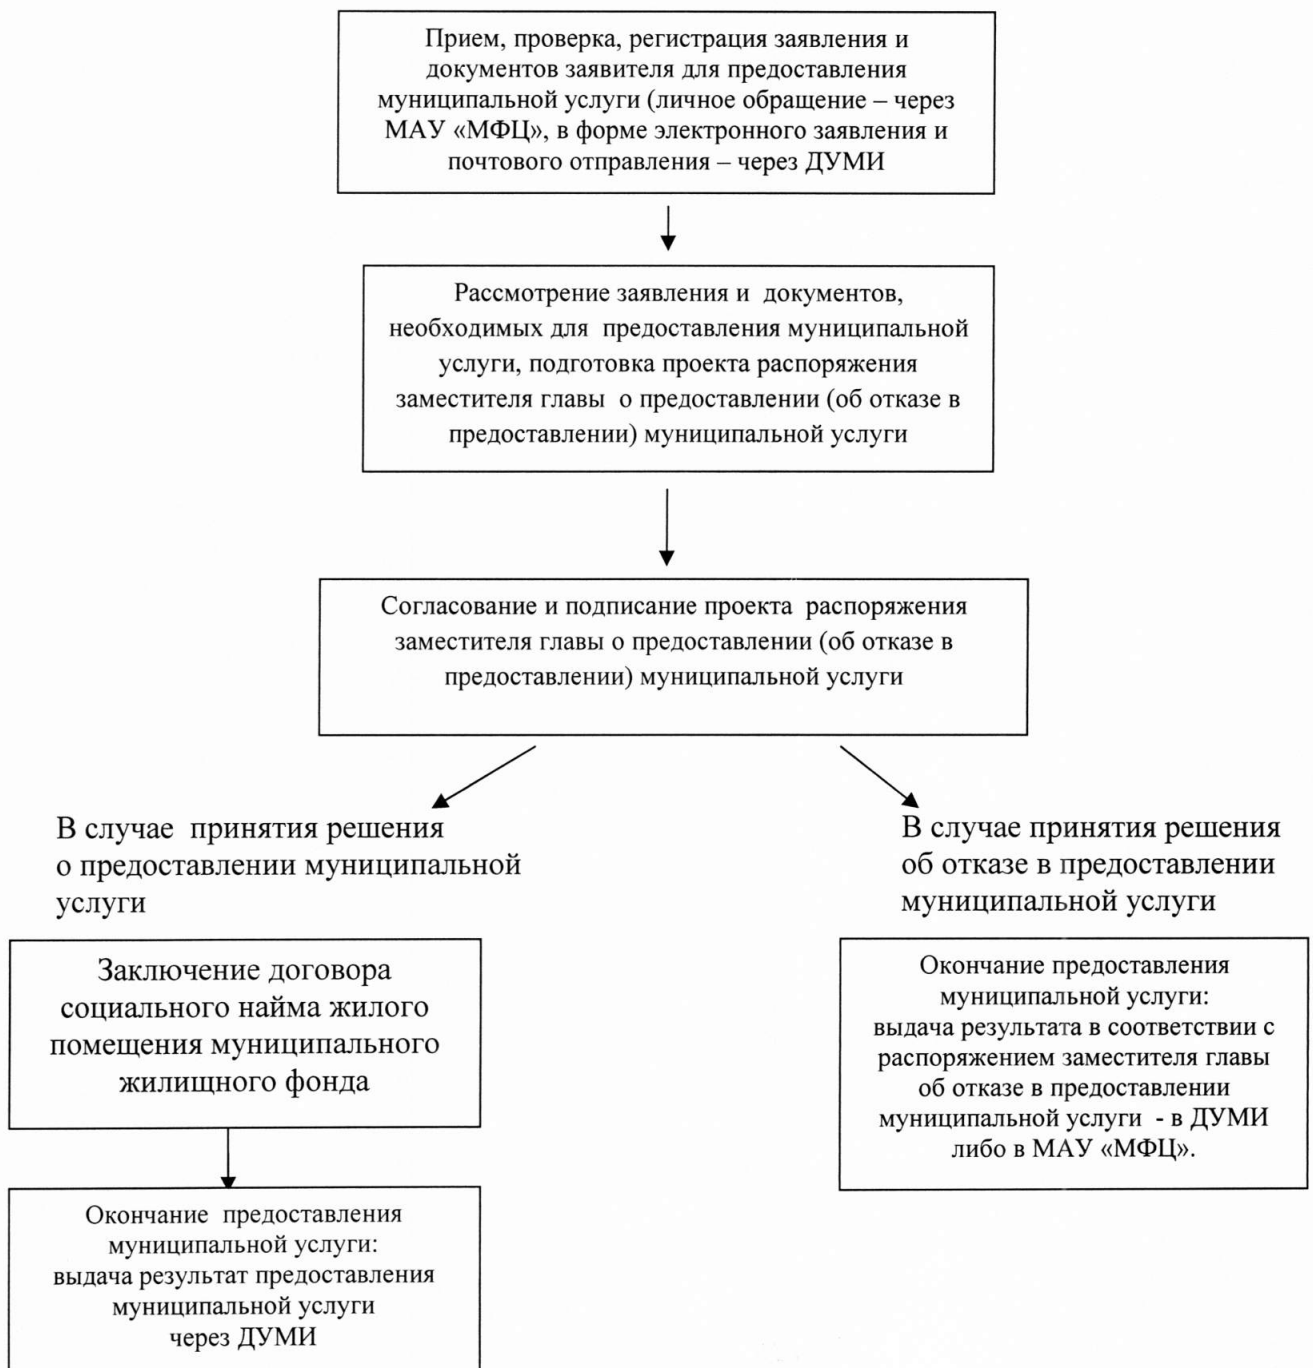 Прием, проверка, регистрация заявления и
документов заявителя для предоставления
муниципальной услуги (личное обращение – через
МАУ «МФЦ», в форме электронного заявления и
почтового отправления – через ДУМИ
Рассмотрение заявления и документов,
необходимых для предоставления муниципальной
услуги, подготовка проекта распоряжения
заместителя главы о предоставлении (об отказе в
предоставлении) муниципальной услуги
Согласование и подписание проекта распоряжения
заместителя главы о предоставлении (об отказе в
предоставлении) муниципальной услуги
В случае принятия решения
о предоставлении муниципальной
услуги
Заключение договора
социального найма жилого
помещения муниципального
жилищного фонда
Окончание предоставления
муниципальной услуги:
выдача результат предоставления
муниципальной услуги
через ДУМИ
В случае принятия решения
об отказе в предоставлении
муниципальной услуги
Окончание предоставления
муниципальной услуги:
выдача результата в соответствии с
распоряжением заместителя главы
об отказе в предоставлении
муниципальной услуги - в ДУМИ
либо в МАУ «МФЦ».